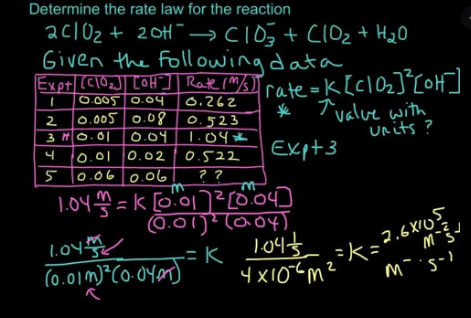 Determine the rate law for the reaction
2ClO2 + 2OH⁻ → ClO3⁻ + ClO2 + H2O
Given the following data
Expt [ClO2] [OH⁻] Rate (M/s)
1 0.005 0.04 0.262
2 0.005 0.08 0.523
3 0.01 0.04 1.04 *
4 0.01 0.02 0.522
5 0.06 0.06 ??
rate = K [ClO2]² [OH⁻]
* ↑ value with
units ?
Expt 3
1.04 M/s = K [0.01 M]² [0.04 M]
(0.01)² (0.04)
1.04 M/s = K
(0.01M)² (0.04M)
1.04 1/s = K = 2.6x10⁵ M⁻² s⁻¹
4 x10⁻⁶ M²
M⁻ · s⁻¹